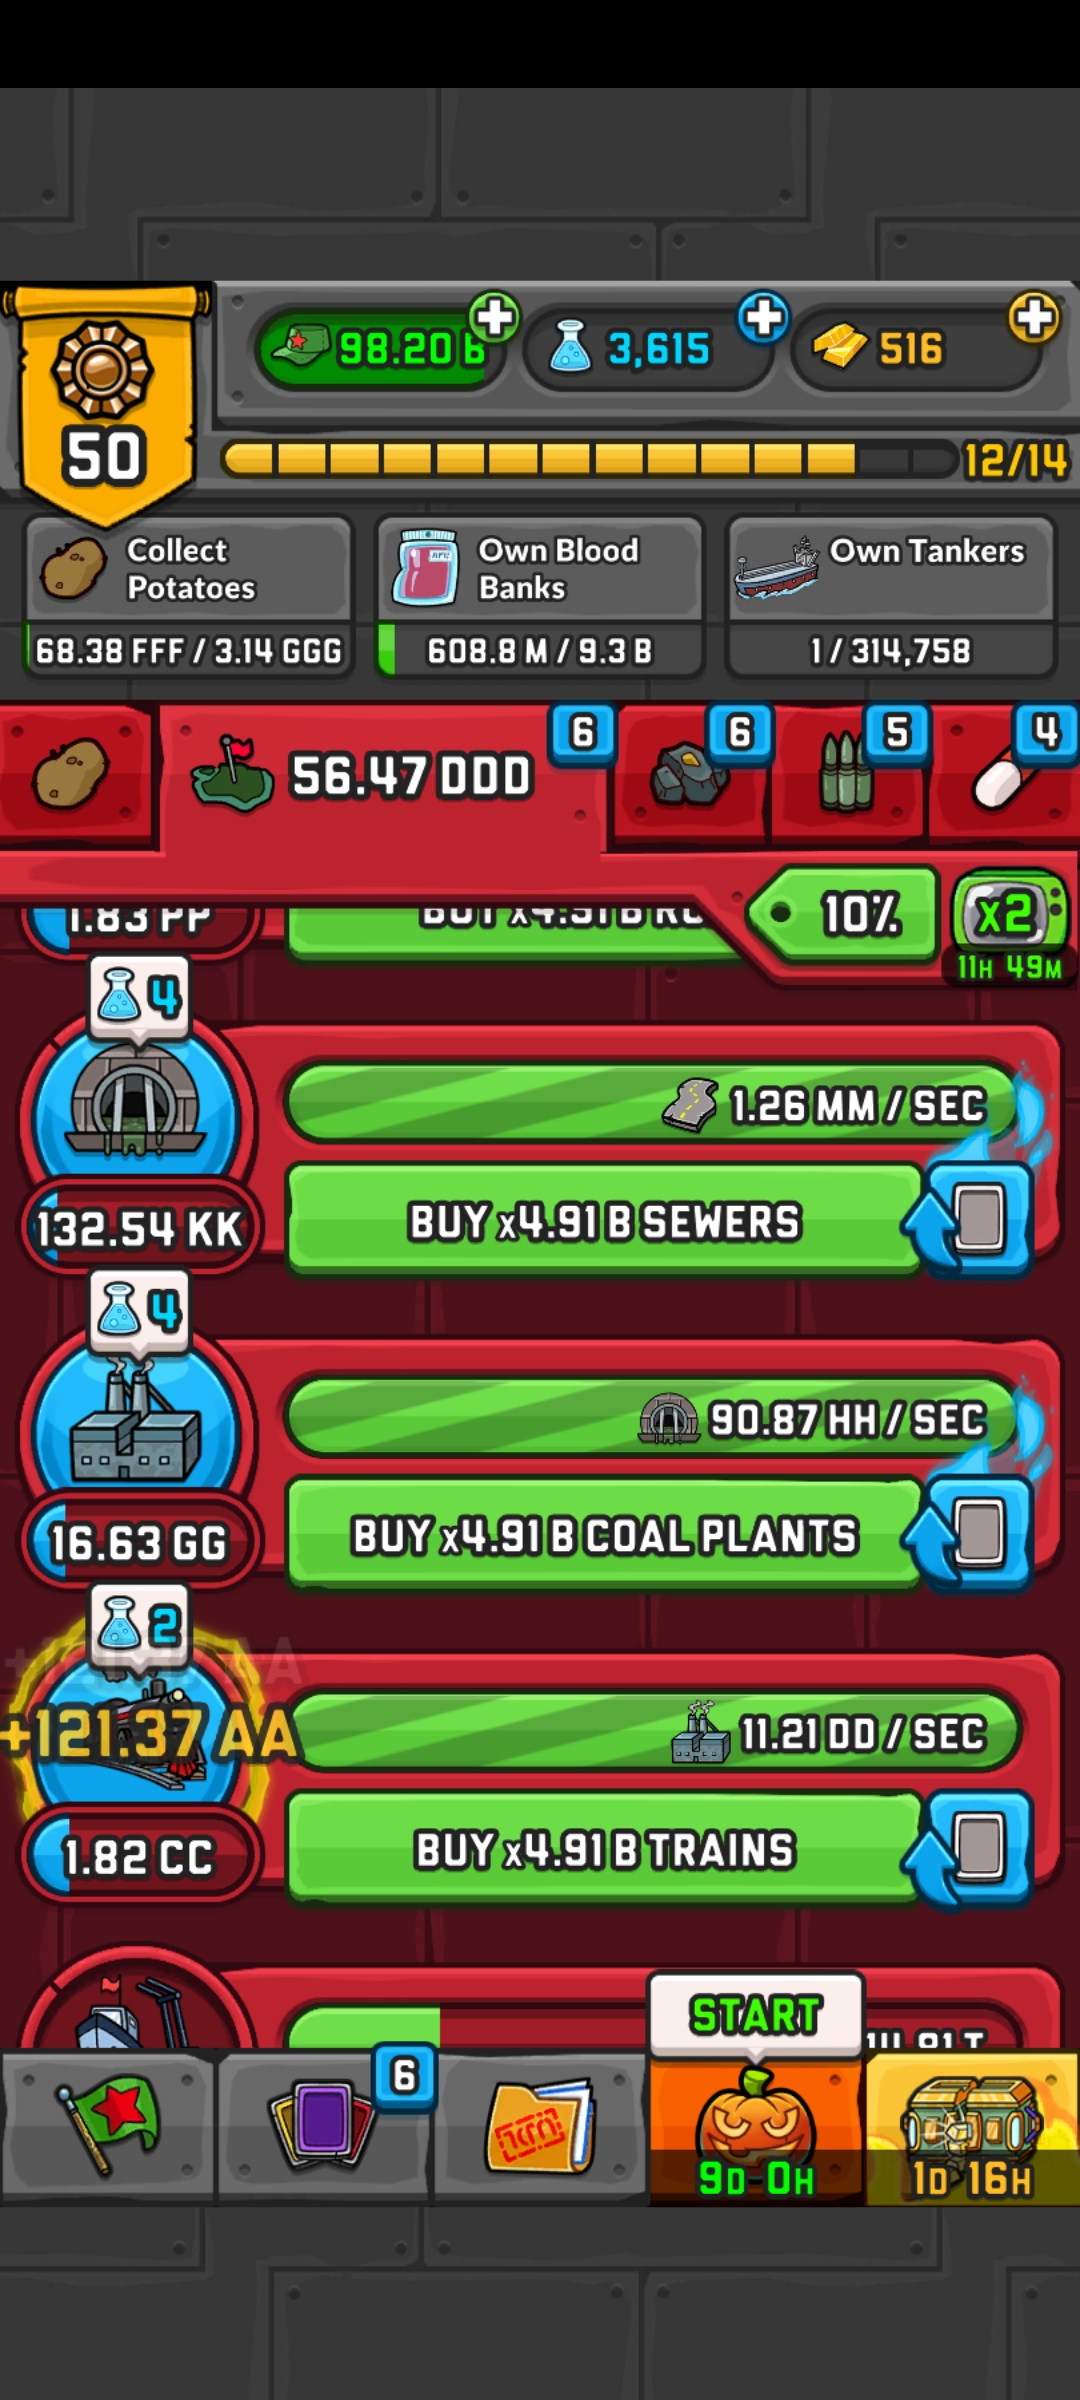 98.20 B
3,615
516
50
12/14
Collect
Potatoes
68.38 FFF / 3.14 GGG
Own Blood
Banks
608.8 M / 9.3 B
Own Tankers
1 / 314,758
56.47 DDD
6
6
5
4
1.83 PP
10%
x2
11H 49M
4
1.26 MM / SEC
BUY x4.91 B SEWERS
132.54 KK
4
90.87 HH / SEC
BUY x4.91 B COAL PLANTS
16.63 GG
2
+121.37 AA
11.21 DD / SEC
BUY x4.91 B TRAINS
1.82 CC
START
6
9D 0H
1D 16H